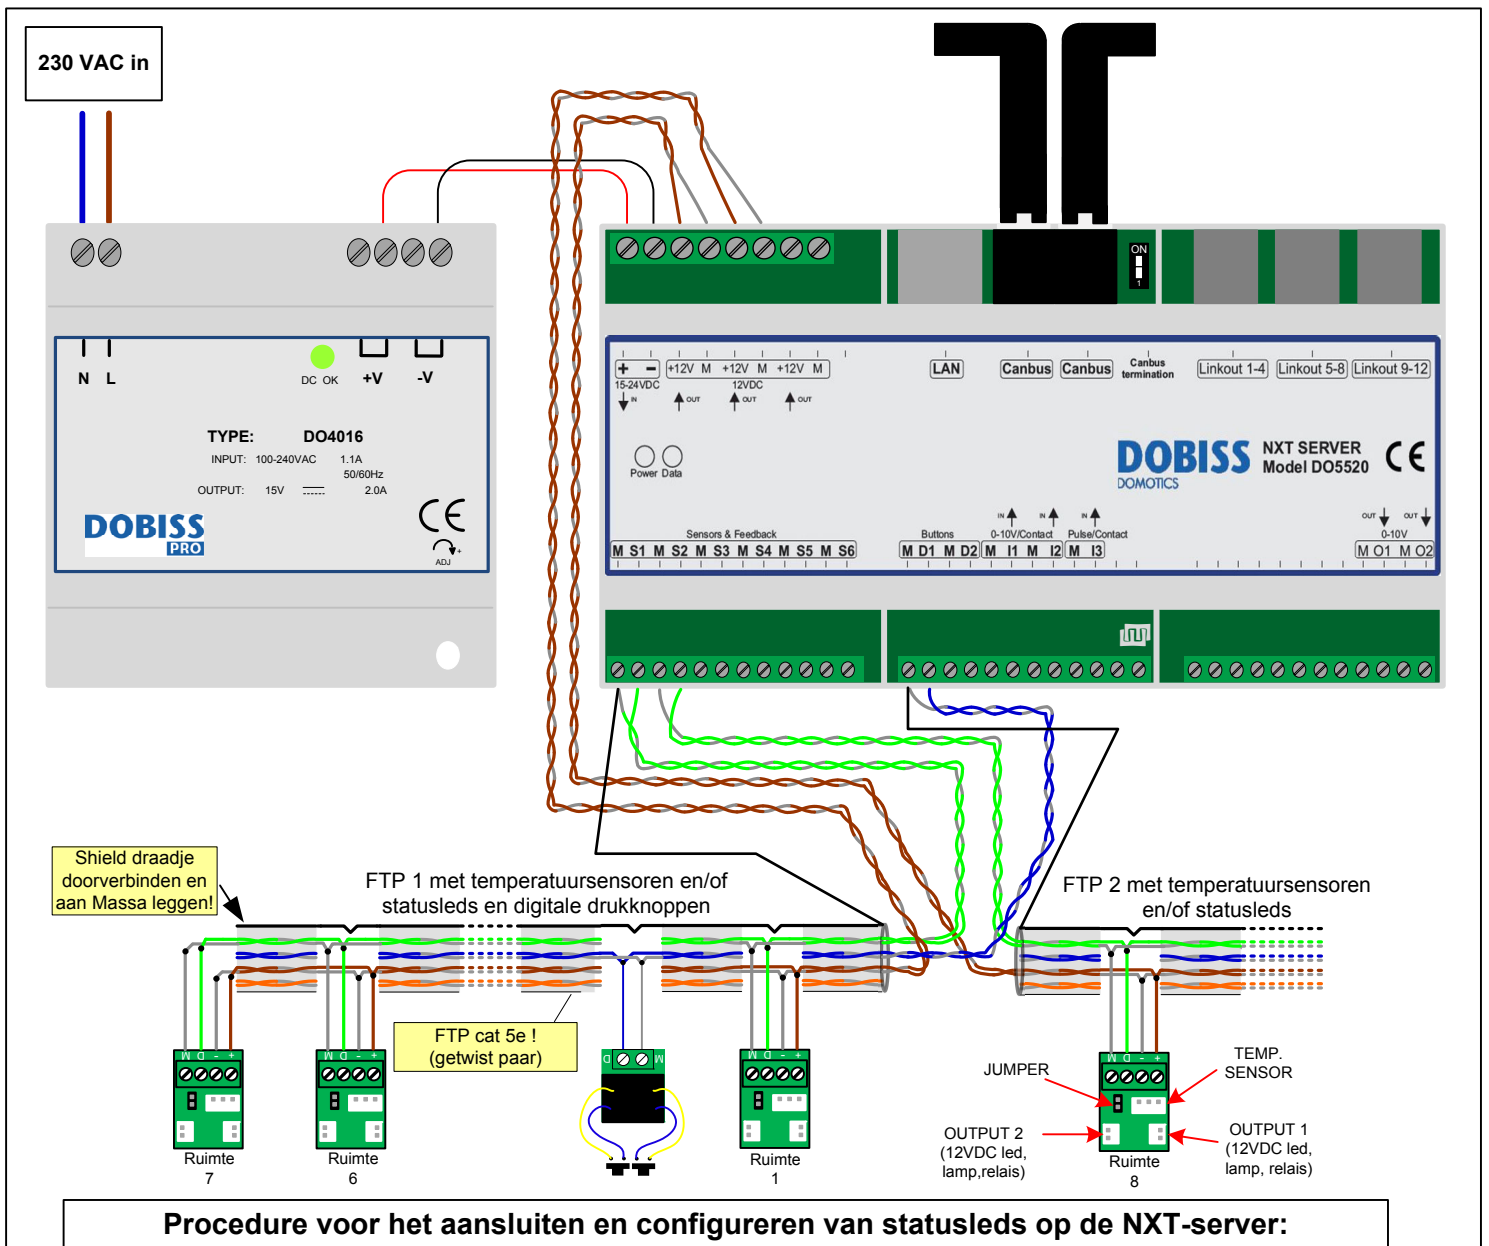 230 VAC in
N L
DC OK
+V
-V
TYPE: DO4016
INPUT: 100-240VAC 1.1A
50/60Hz
OUTPUT: 15V 2.0A
DOBISS
PRO
CE
ADJ
ON
1
+ - +12V M +12V M +12V M
15-24VDC
12VDC
IN
OUT
OUT
OUT
LAN
Canbus
Canbus
Canbus
termination
Linkout 1-4
Linkout 5-8
Linkout 9-12
Power Data
DOBISS
DOMOTICS
NXT SERVER
Model DO5520
CE
Sensors & Feedback
M S1 M S2 M S3 M S4 M S5 M S6
Buttons
M D1 M D2
IN
IN
0-10V/Contact
M I1 M I2
IN
Pulse/Contact
M I3
OUT
OUT
0-10V
M O1 M O2
Shield draadje
doorverbinden en
aan Massa leggen!
FTP 1 met temperatuursensoren en/of
statusleds en digitale drukknoppen
FTP 2 met temperatuursensoren
en/of statusleds
FTP cat 5e !
(getwist paar)
M D - +
Ruimte
7
M D - +
Ruimte
6
D M
M D - +
Ruimte
1
M D - +
Ruimte
8
JUMPER
TEMP.
SENSOR
OUTPUT 2
(12VDC led,
lamp,relais)
OUTPUT 1
(12VDC led,
lamp, relais)
Procedure voor het aansluiten en configureren van statusleds op de NXT-server: